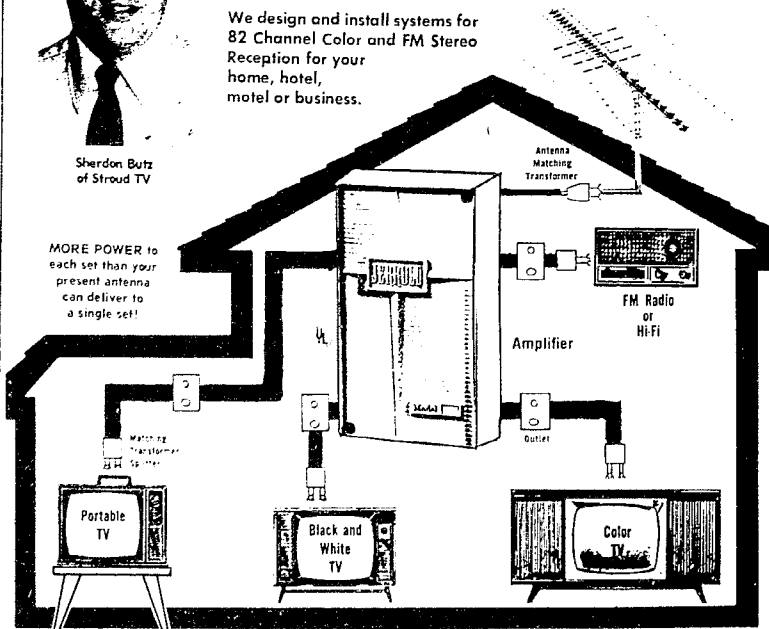 We design and install systems for
82 Channel Color and FM Stereo
Reception for your
home, hotel,
motel or business.
Sherdon Butz
of Stroud TV
Antenna
Matching
Transformer
MORE POWER to
each set than your
present antenna
can deliver to
a single set!
JERROLD
FM Radio
or
Hi-Fi
UL
Amplifier
Model
Outlet
Matching
Transformer
Splitter
Portable
TV
Black and
White
TV
Color
TV